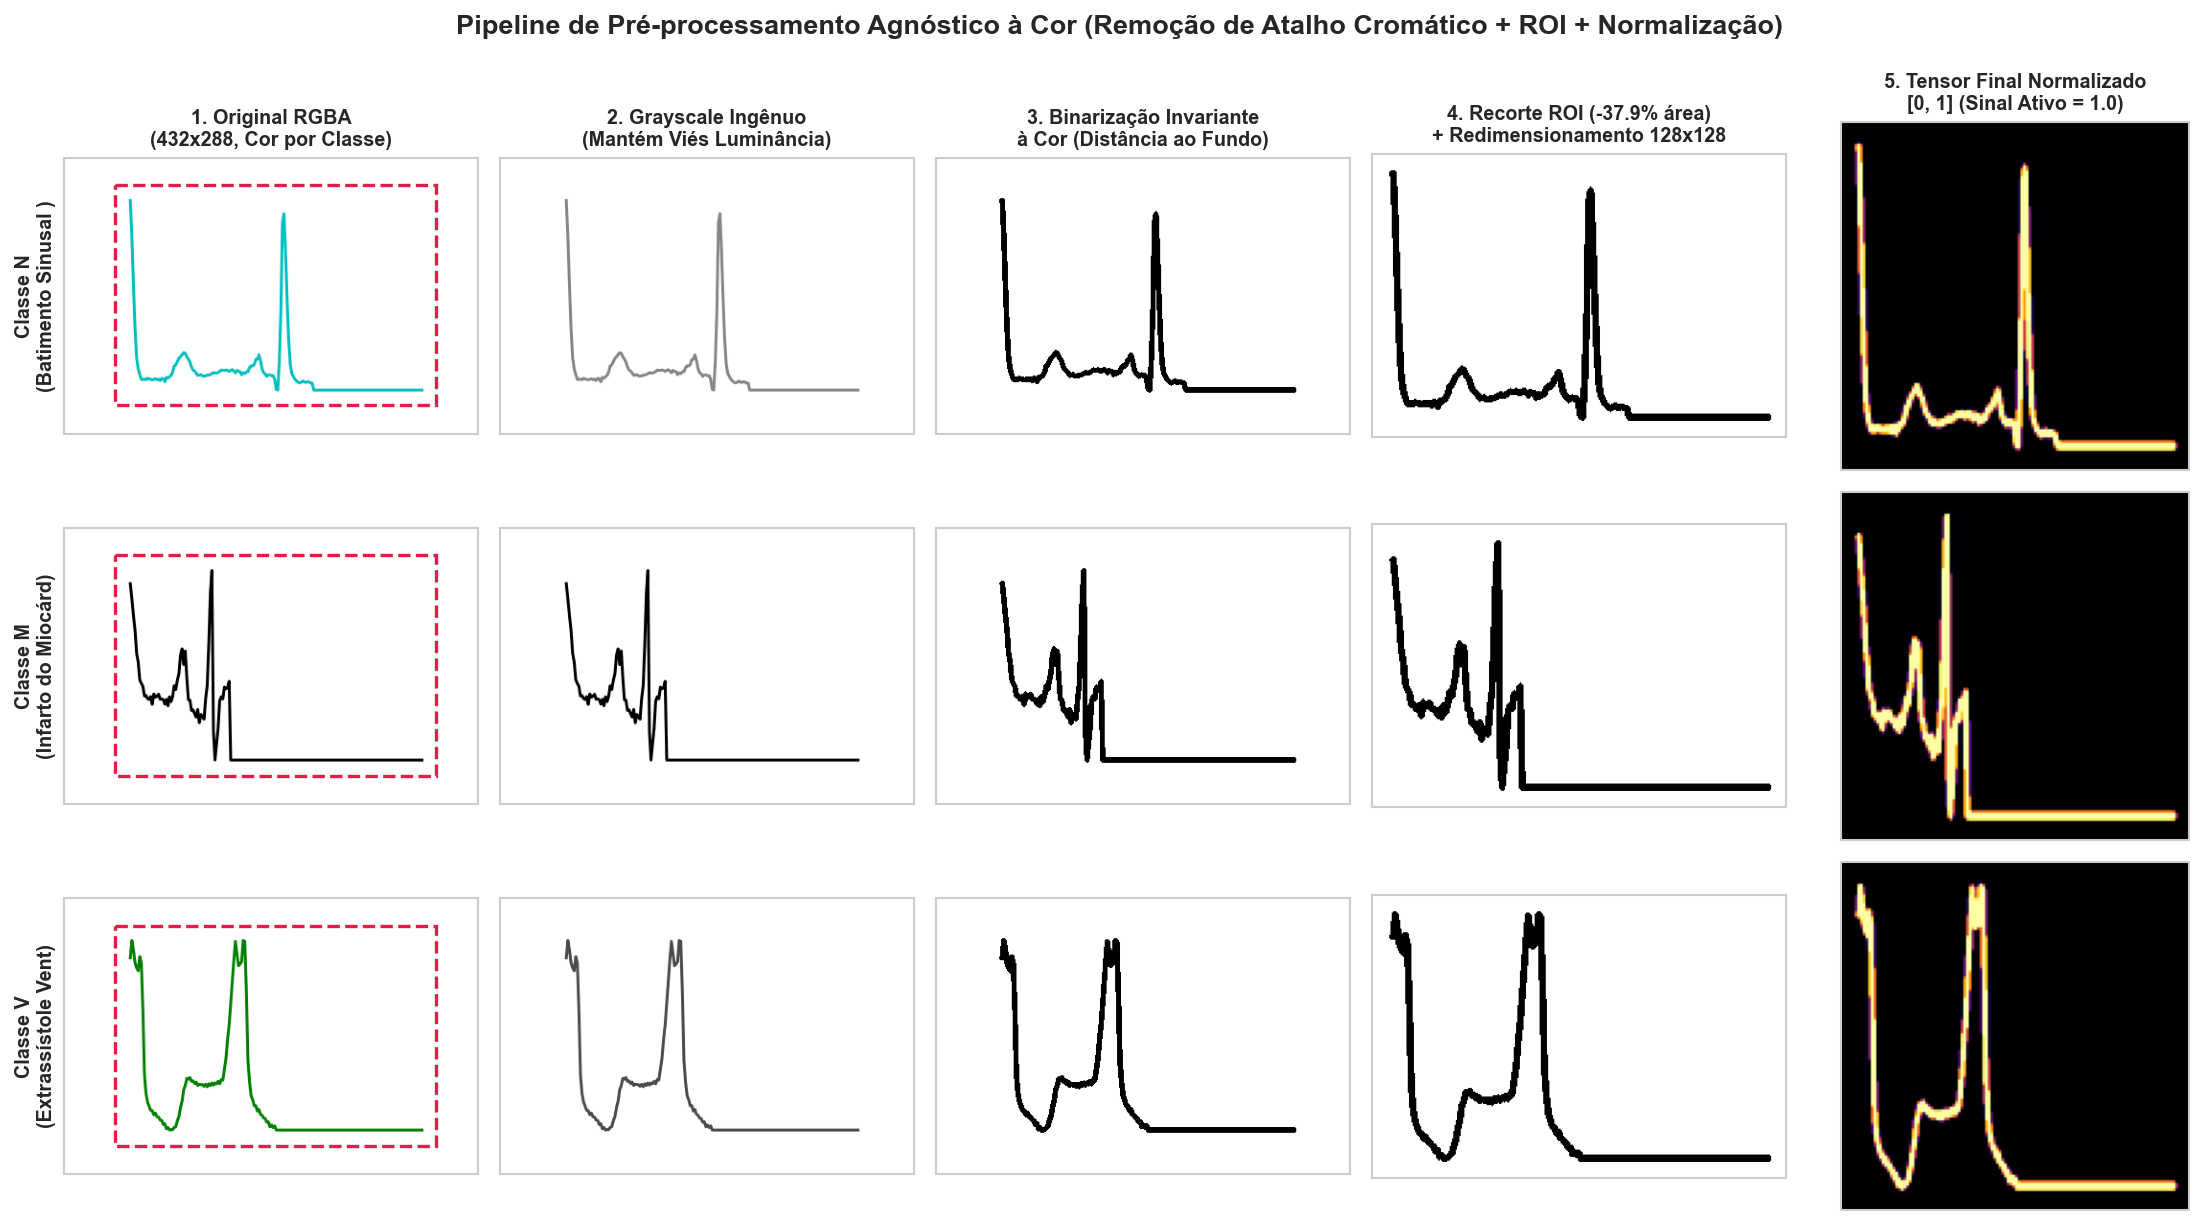 Pipeline de Pré-processamento Agnóstico à Cor (Remoção de Atalho Cromático + ROI + Normalização)
1. Original RGBA
(432x288, Cor por Classe)
2. Grayscale Ingênuo
(Mantém Viés Luminância)
3. Binarização Invariante
à Cor (Distância ao Fundo)
4. Recorte ROI (-37.9% área)
+ Redimensionamento 128x128
5. Tensor Final Normalizado
[0, 1] (Sinal Ativo = 1.0)
Classe N
(Batimento Sinusal )
Classe M
(Infarto do Miocárd)
Classe V
(Extrassístole Vent)